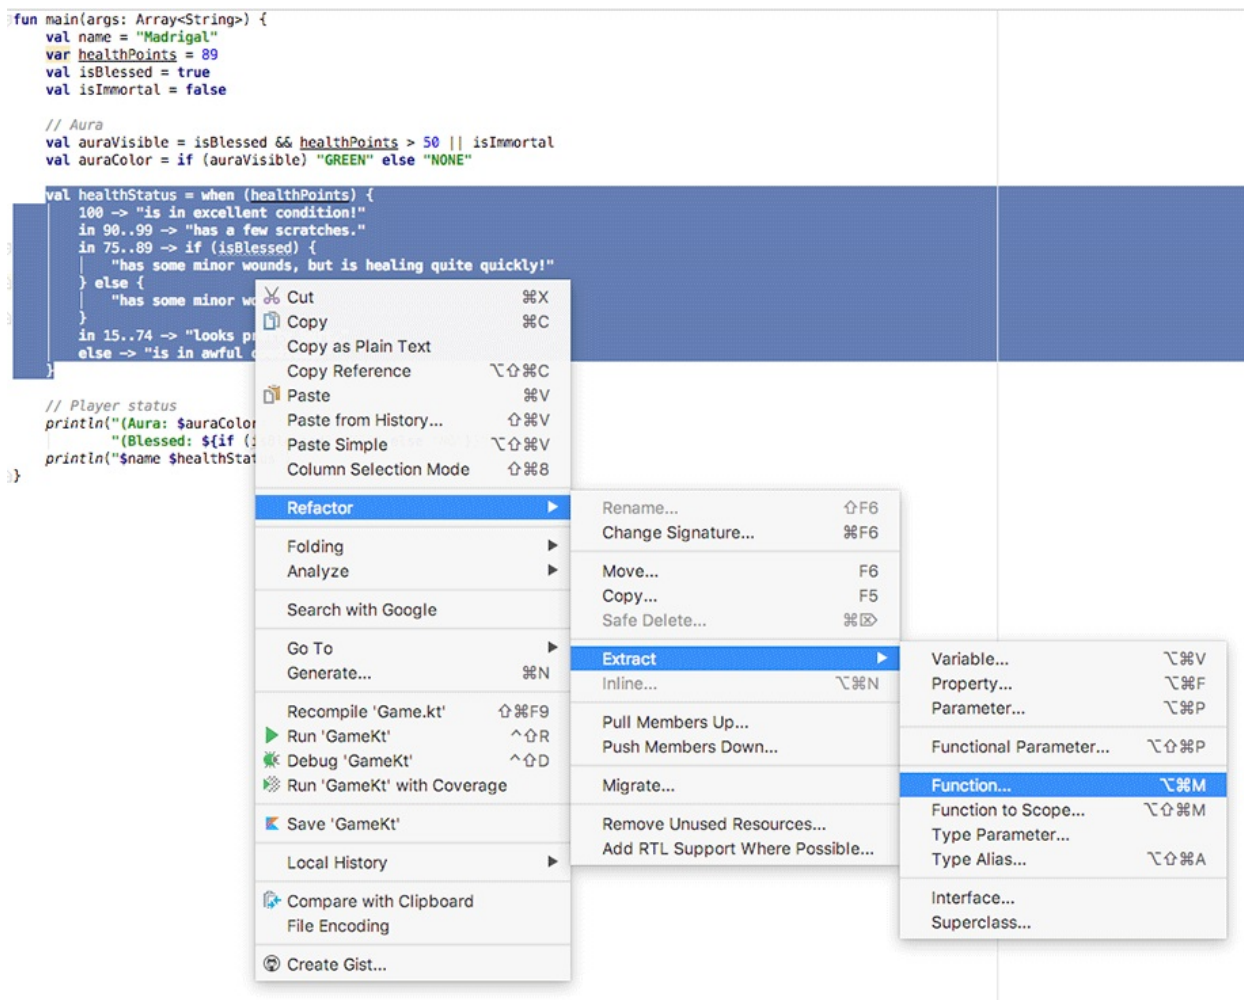 fun main(args: Array<String>) {
val name = "Madrigal"
var healthPoints = 89
val isBlessed = true
val isImmortal = false
// Aura
val auraVisible = isBlessed && healthPoints > 50 || isImmortal
val auraColor = if (auraVisible) "GREEN" else "NONE"
val healthStatus = when (healthPoints) {
100 -> "is in excellent condition!"
in 90..99 -> "has a few scratches."
in 75..89 -> if (isBlessed) {
"has some minor wounds, but is healing quite quickly!"
} else {
"has some minor
}
in 15..74 -> "looks
else -> "is in awful
}
// Player status
println("(Aura: $auraColor
"(Blessed: ${if (
println("$name
}
Cut ⌘X
Copy ⌘C
Copy as Plain Text
Copy Reference ⌥⇧⌘C
Paste ⌘V
Paste from History... ⇧⌘V
Paste Simple ⌥⇧⌘V
Column Selection Mode ⇧⌘8
Refactor ▶
Folding ▶
Analyze ▶
Search with Google
Go To ▶
Generate... ⌘N
Recompile 'Game.kt' ⇧⌘F9
Run 'GameKt' ^⇧R
Debug 'GameKt' ^⇧D
Run 'GameKt' with Coverage
Save 'GameKt'
Local History ▶
Compare with Clipboard
File Encoding
Create Gist...
Rename... ⇧F6
Change Signature... ⌘F6
Move... F6
Copy... F5
Safe Delete... ⌘⌦
Extract ▶
Inline... ⌥⌘N
Pull Members Up...
Push Members Down...
Migrate...
Remove Unused Resources...
Add RTL Support Where Possible...
Variable... ⌥⌘V
Property... ⌥⌘F
Parameter... ⌥⌘P
Functional Parameter... ⌥⇧⌘P
Function... ⌥⌘M
Function to Scope... ⌥⇧⌘M
Type Parameter...
Type Alias... ⌥⇧⌘A
Interface...
Superclass...